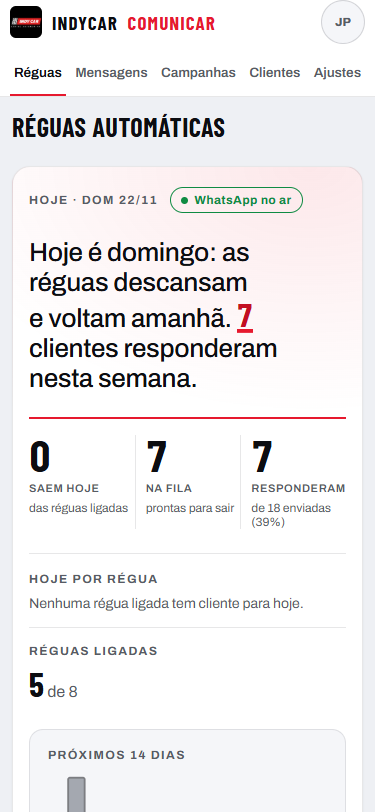 INDYCAR COMUNICAR
JP
Réguas Mensagens Campanhas Clientes Ajustes
RÉGUAS AUTOMÁTICAS
HOJE · DOM 22/11 WhatsApp no ar
Hoje é domingo: as
réguas descansam
e voltam amanhã. 7
clientes responderam
nesta semana.
0 7 7
SAEM HOJE NA FILA RESPONDERAM
das réguas ligadas prontas para sair de 18 enviadas
(39%)
HOJE POR RÉGUA
Nenhuma régua ligada tem cliente para hoje.
RÉGUAS LIGADAS
5 de 8
PRÓXIMOS 14 DIAS